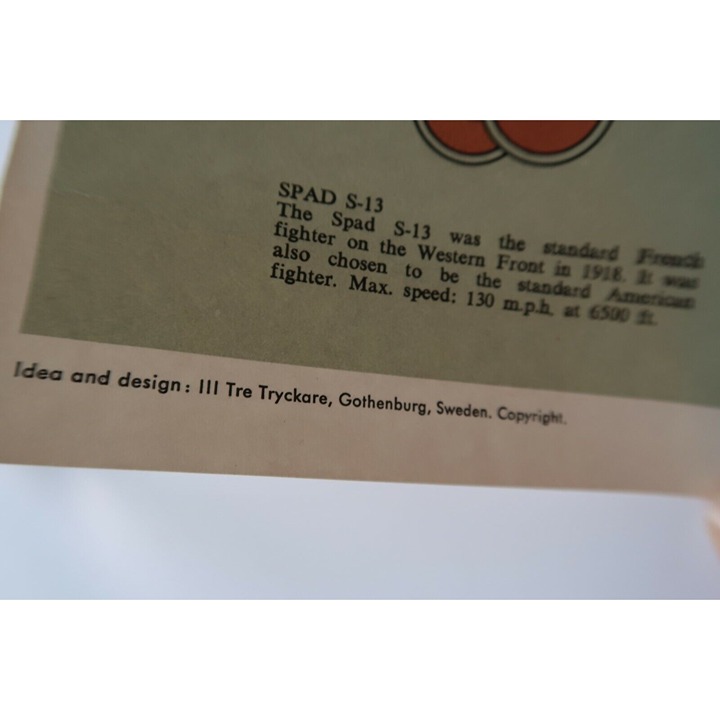 SPAD S-13
The Spad S-13 was the standard French
fighter on the Western Front in 1918. It was
also chosen to be the standard American
fighter. Max. speed: 130 m.p.h. at 6500 ft.
Idea and design: III Tre Tryckare, Gothenburg, Sweden. Copyright.